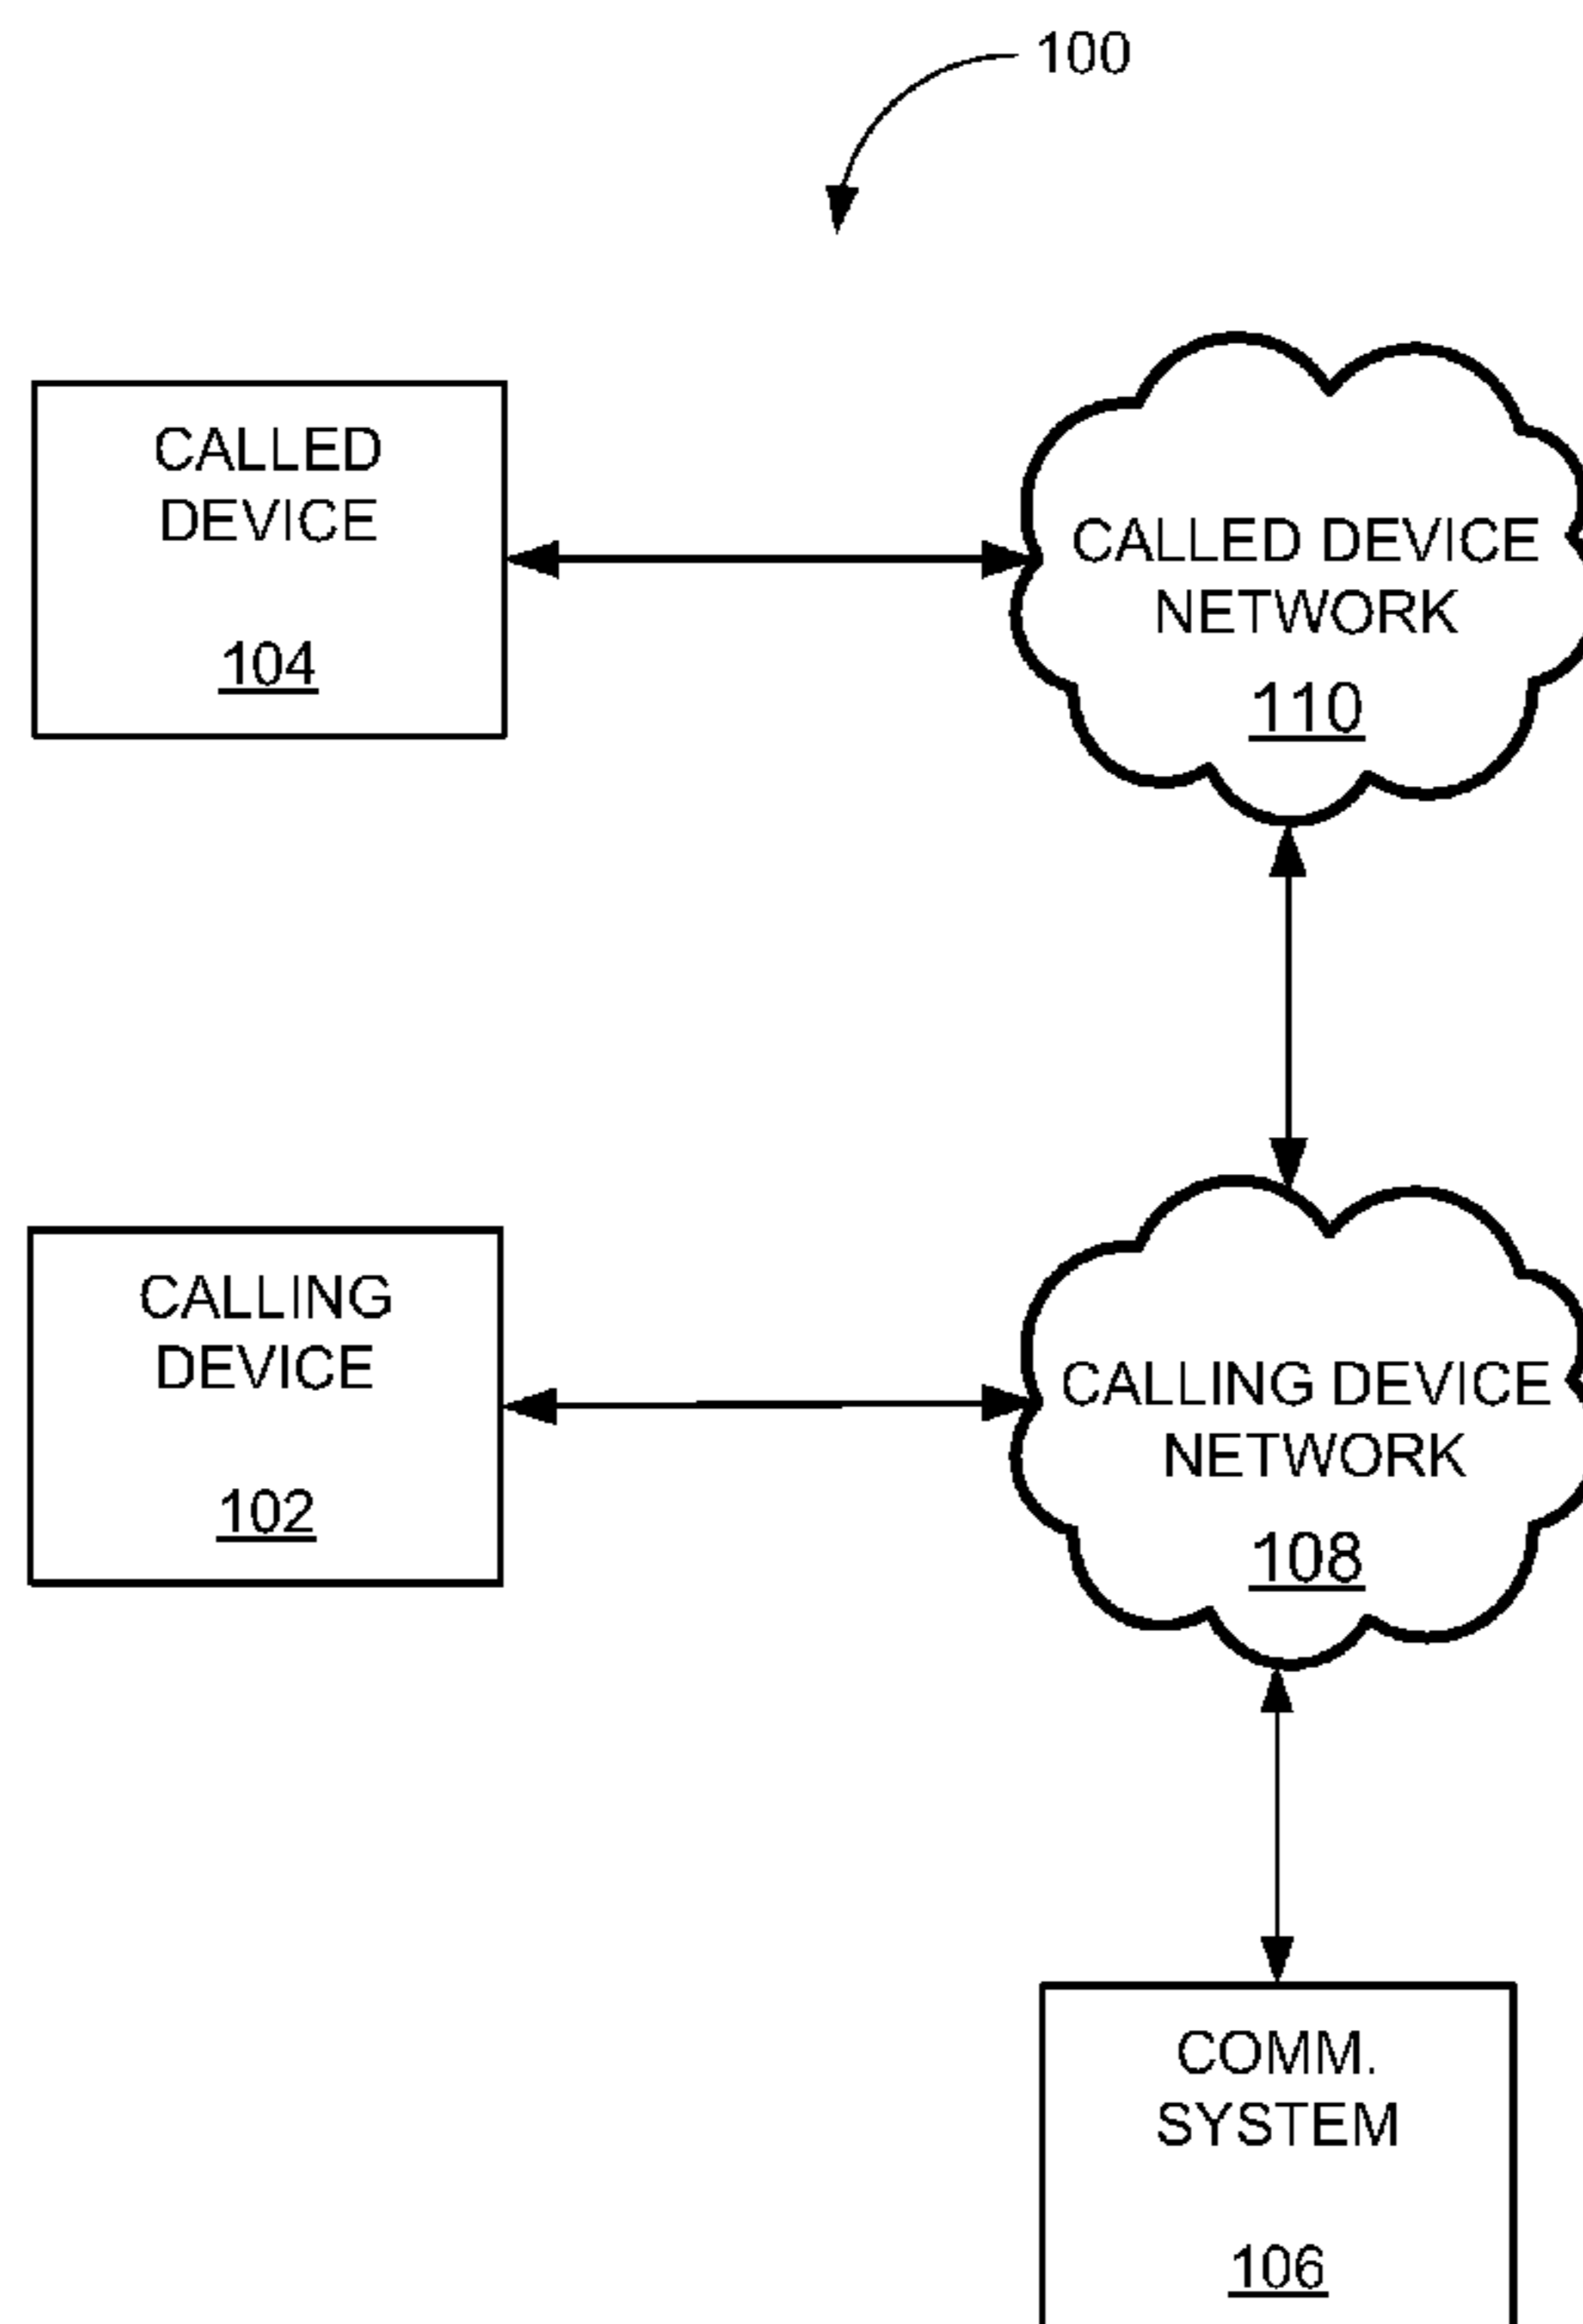 100
CALLED
DEVICE
104
CALLED DEVICE
NETWORK
110
CALLING
DEVICE
102
CALLING DEVICE
NETWORK
108
COMM.
SYSTEM
106